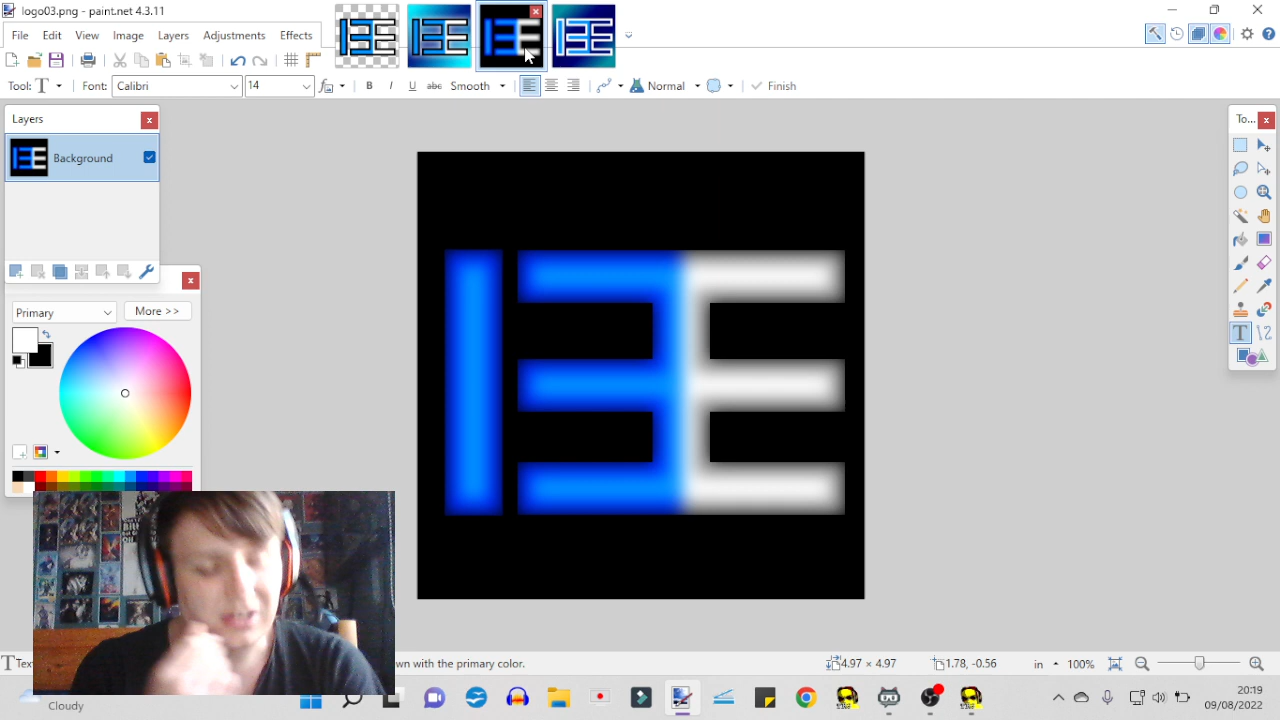 logo03.png - paint.net 4.3.11
File Edit View Image Layers Adjustments Effects
Tool: T Font: Calibri 14 B I U abc Smooth Normal Finish
Layers
Background
To...
Primary More >>
wn with the primary color.
4.97 × 4.97 1.78, -0.56 in 100%
Cloudy
20:19
09/08/2022